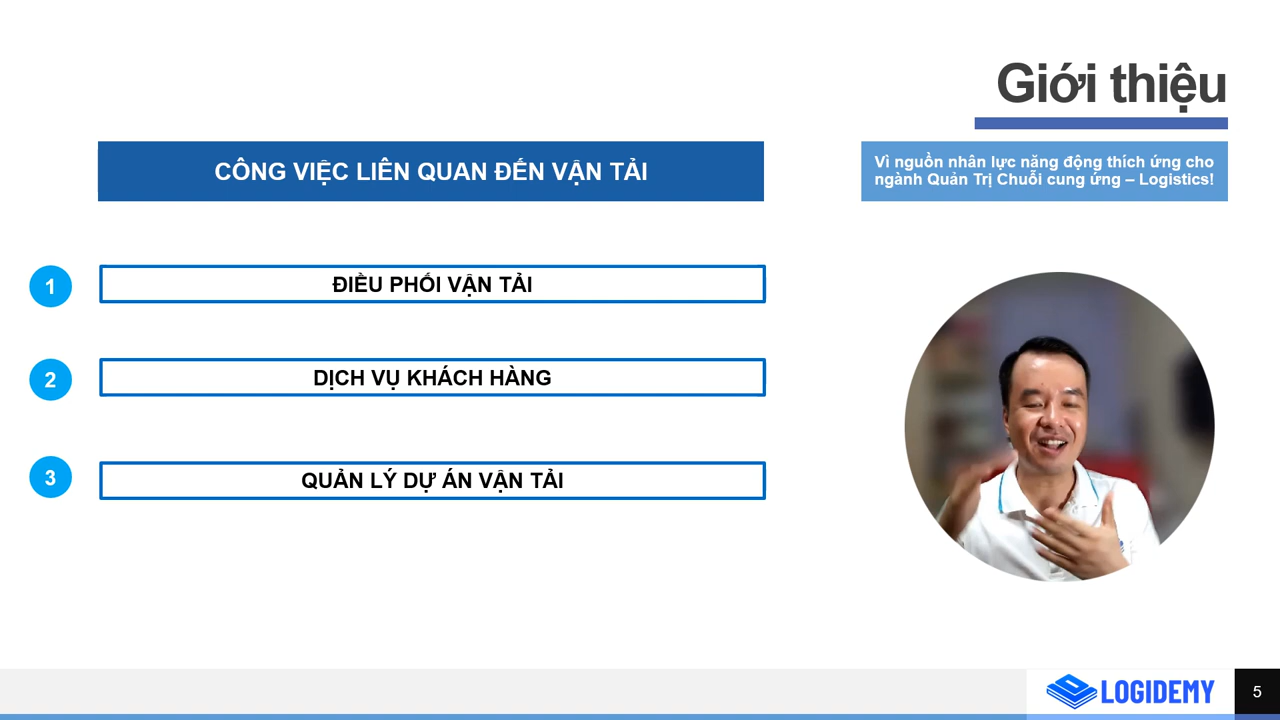 Giới thiệu
CÔNG VIỆC LIÊN QUAN ĐẾN VẬN TẢI
Vì nguồn nhân lực năng động thích ứng cho
ngành Quản Trị Chuỗi cung ứng – Logistics!
1
ĐIỀU PHỐI VẬN TẢI
2
DỊCH VỤ KHÁCH HÀNG
3
QUẢN LÝ DỰ ÁN VẬN TẢI
LOGIDEMY
5